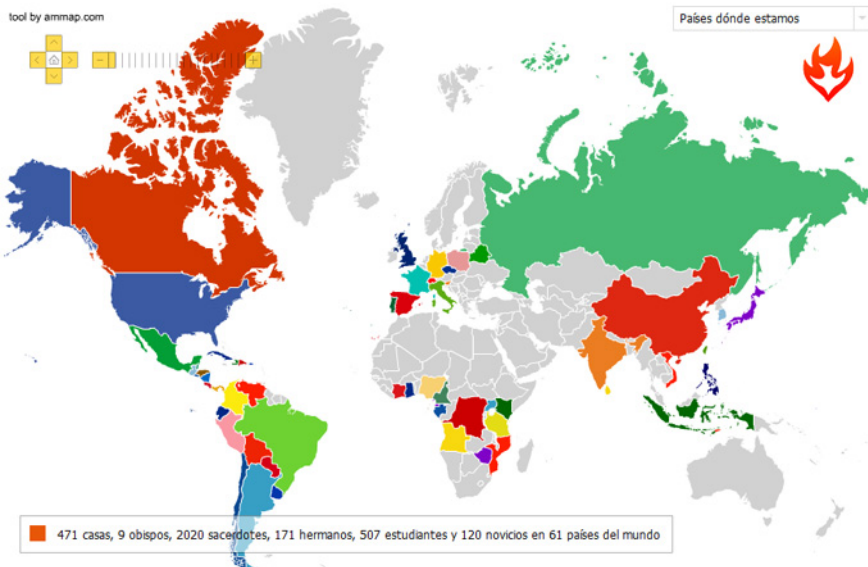 tool by ammap.com
Países dónde estamos
471 casas, 9 obispos, 2020 sacerdotes, 171 hermanos, 507 estudiantes y 120 novicios en 61 países del mundo